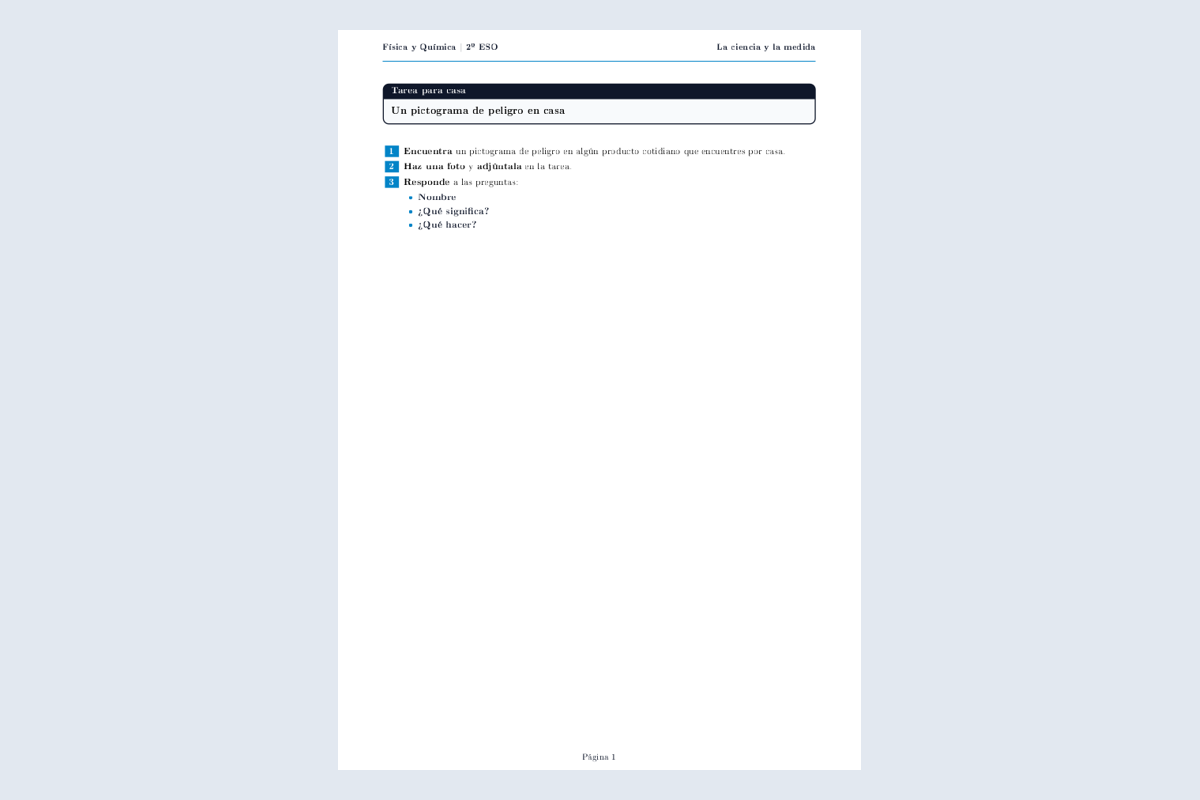 Física y Química | 2º ESO
La ciencia y la medida
Tarea para casa
Un pictograma de peligro en casa
1 Encuentra un pictograma de peligro en algún producto cotidiano que encuentres por casa.
2 Haz una foto y adjúntala en la tarea.
3 Responde a las preguntas:
• Nombre
• ¿Qué significa?
• ¿Qué hacer?
Página 1